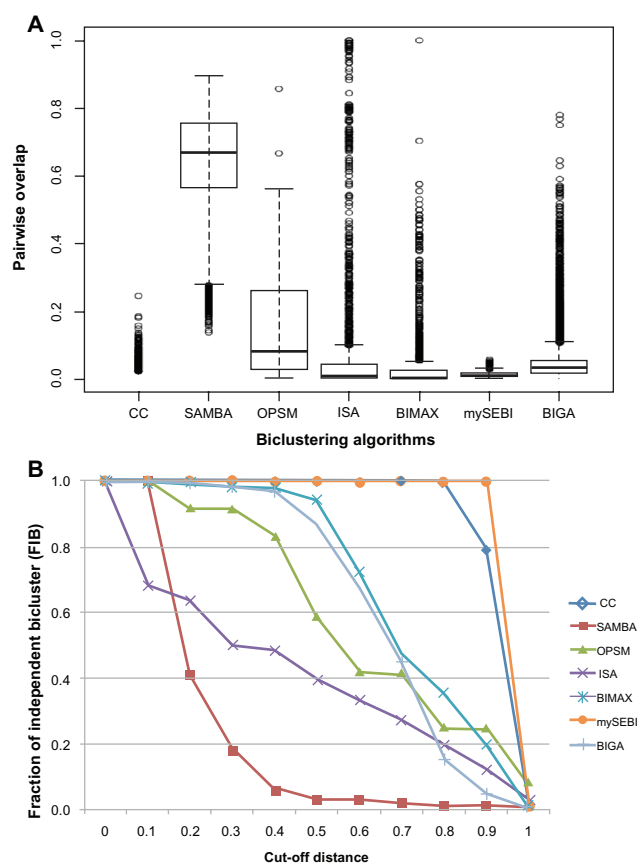 A
Pairwise overlap
1.0
0.8
0.6
0.4
0.2
0.0
CC SAMBA OPSM ISA BIMAX mySEBI BIGA
Biclustering algorithms
B
Fraction of independent bicluster (FIB)
1.0
0.8
0.6
0.4
0.2
0.0
0 0.1 0.2 0.3 0.4 0.5 0.6 0.7 0.8 0.9 1
Cut-off distance
CC
SAMBA
OPSM
ISA
BIMAX
mySEBI
BIGA